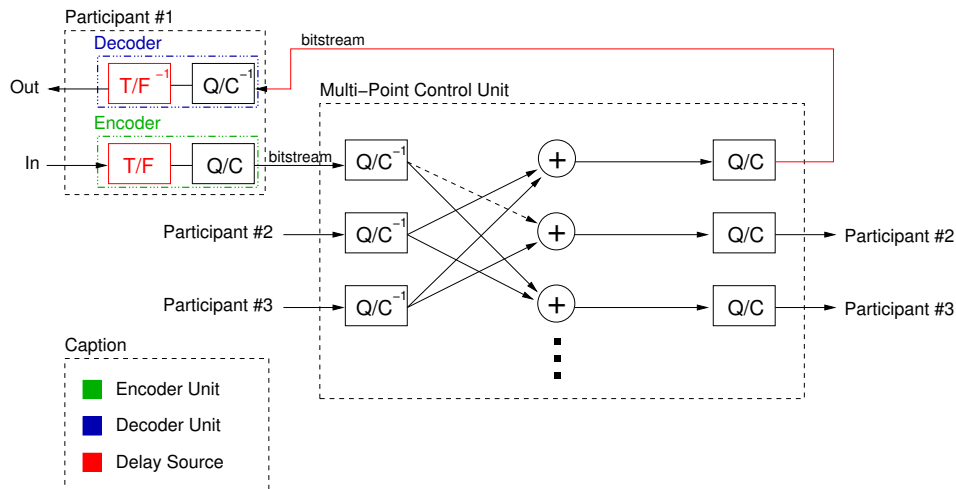 Participant #1
Decoder
bitstream
Out
T/F⁻¹
Q/C⁻¹
Multi−Point Control Unit
Encoder
In
T/F
Q/C
bitstream
Q/C⁻¹
+
Q/C
Participant #2
Q/C⁻¹
+
Q/C
Participant #2
Participant #3
Q/C⁻¹
+
Q/C
Participant #3
Caption
Encoder Unit
Decoder Unit
Delay Source